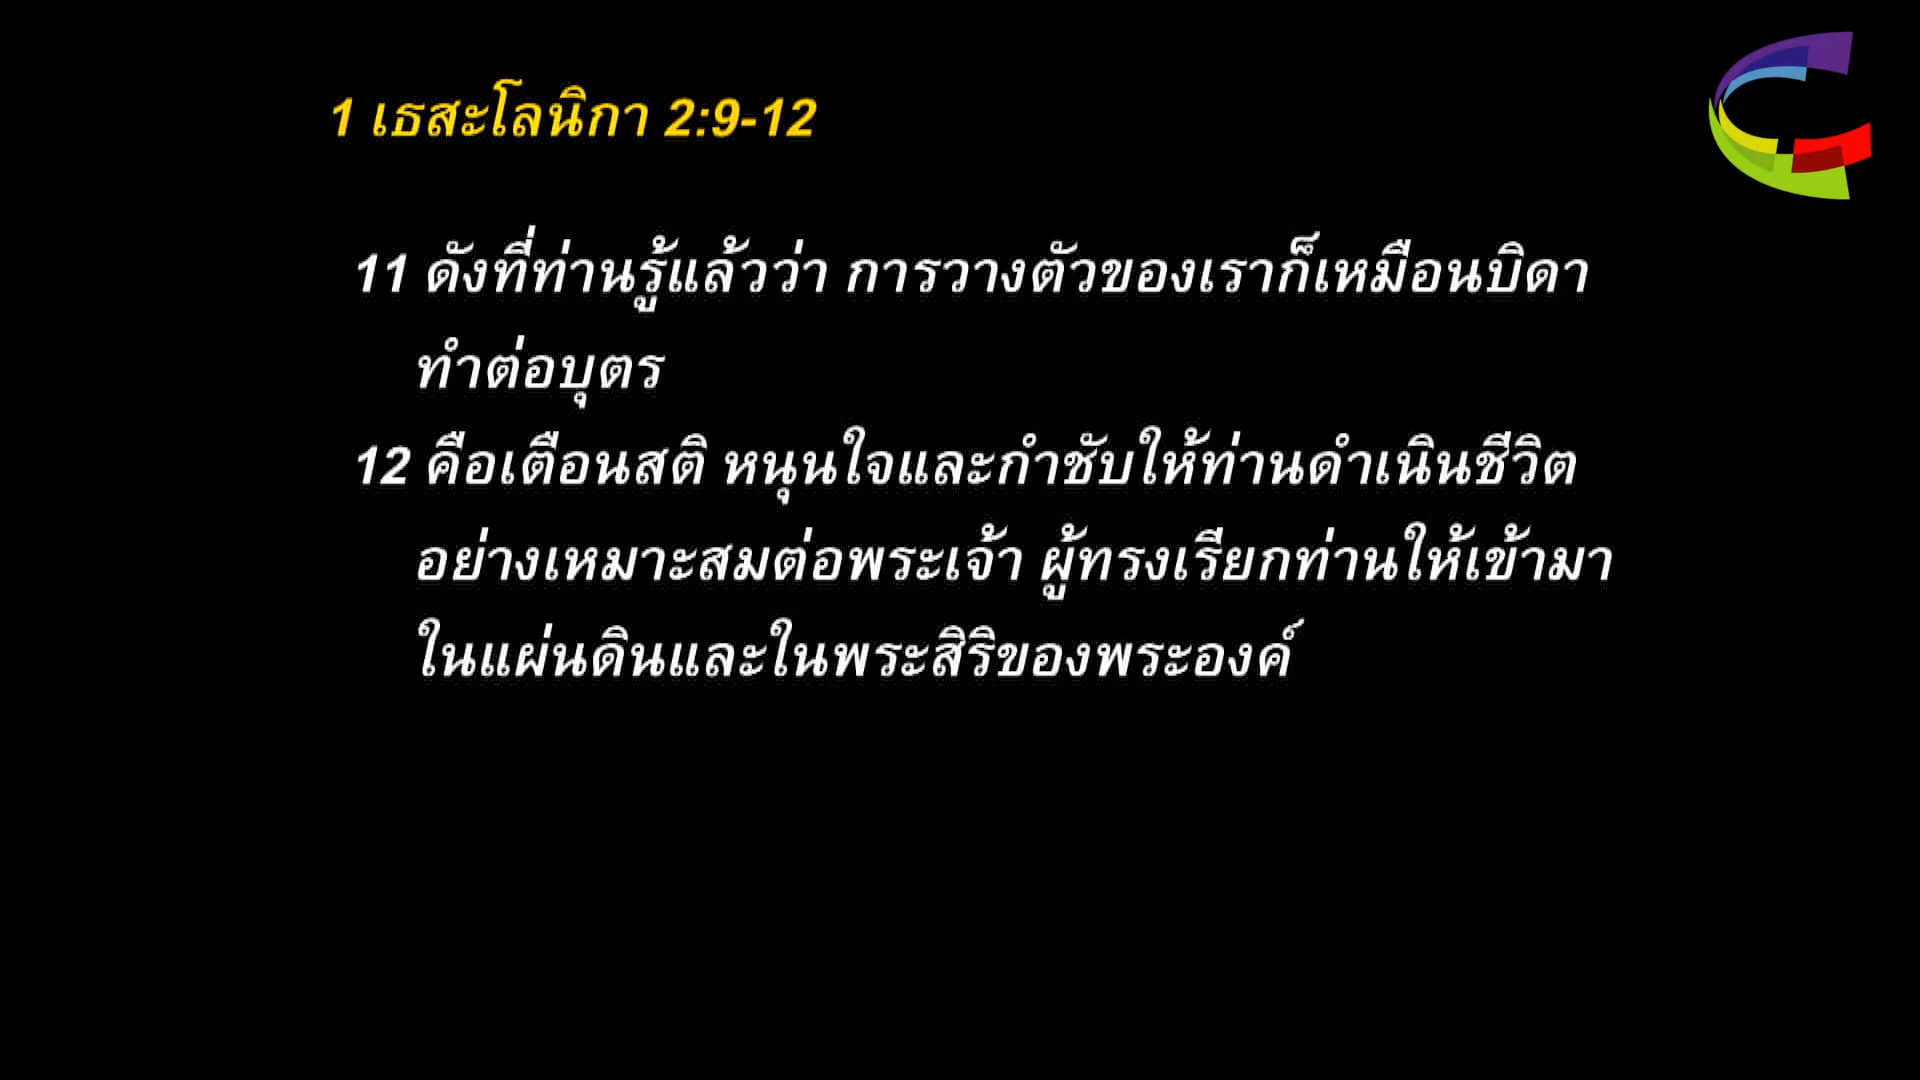 1 เธสะโลนิกา 2:9-12
11 ดังที่ท่านรู้แล้วว่า การวางตัวของเราก็เหมือนบิดา
ทำต่อบุตร
12 คือเตือนสติ หนุนใจและกำชับให้ท่านดำเนินชีวิต
อย่างเหมาะสมต่อพระเจ้า ผู้ทรงเรียกท่านให้เข้ามา
ในแผ่นดินและในพระสิริของพระองค์